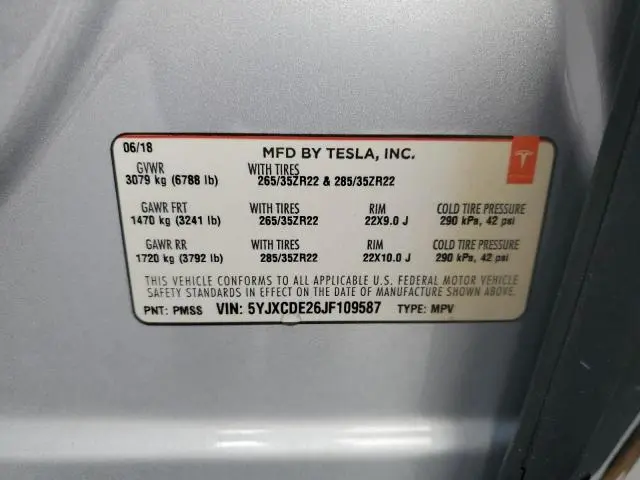 06/18 MFD BY TESLA, INC.
GVWR WITH TIRES
3079 kg (6788 lb) 265/35ZR22 & 285/35ZR22
GAWR FRT WITH TIRES RIM COLD TIRE PRESSURE
1470 kg (3241 lb) 265/35ZR22 22X9.0 J 290 kPa, 42 psi
GAWR RR WITH TIRES RIM COLD TIRE PRESSURE
1720 kg (3792 lb) 285/35ZR22 22X10.0 J 290 kPa, 42 psi
THIS VEHICLE CONFORMS TO ALL APPLICABLE U.S. FEDERAL MOTOR VEHICLE
SAFETY STANDARDS IN EFFECT ON THE DATE OF MANUFACTURE SHOWN ABOVE.
PNT: PMSS VIN: 5YJXCDE26JF109587 TYPE: MPV